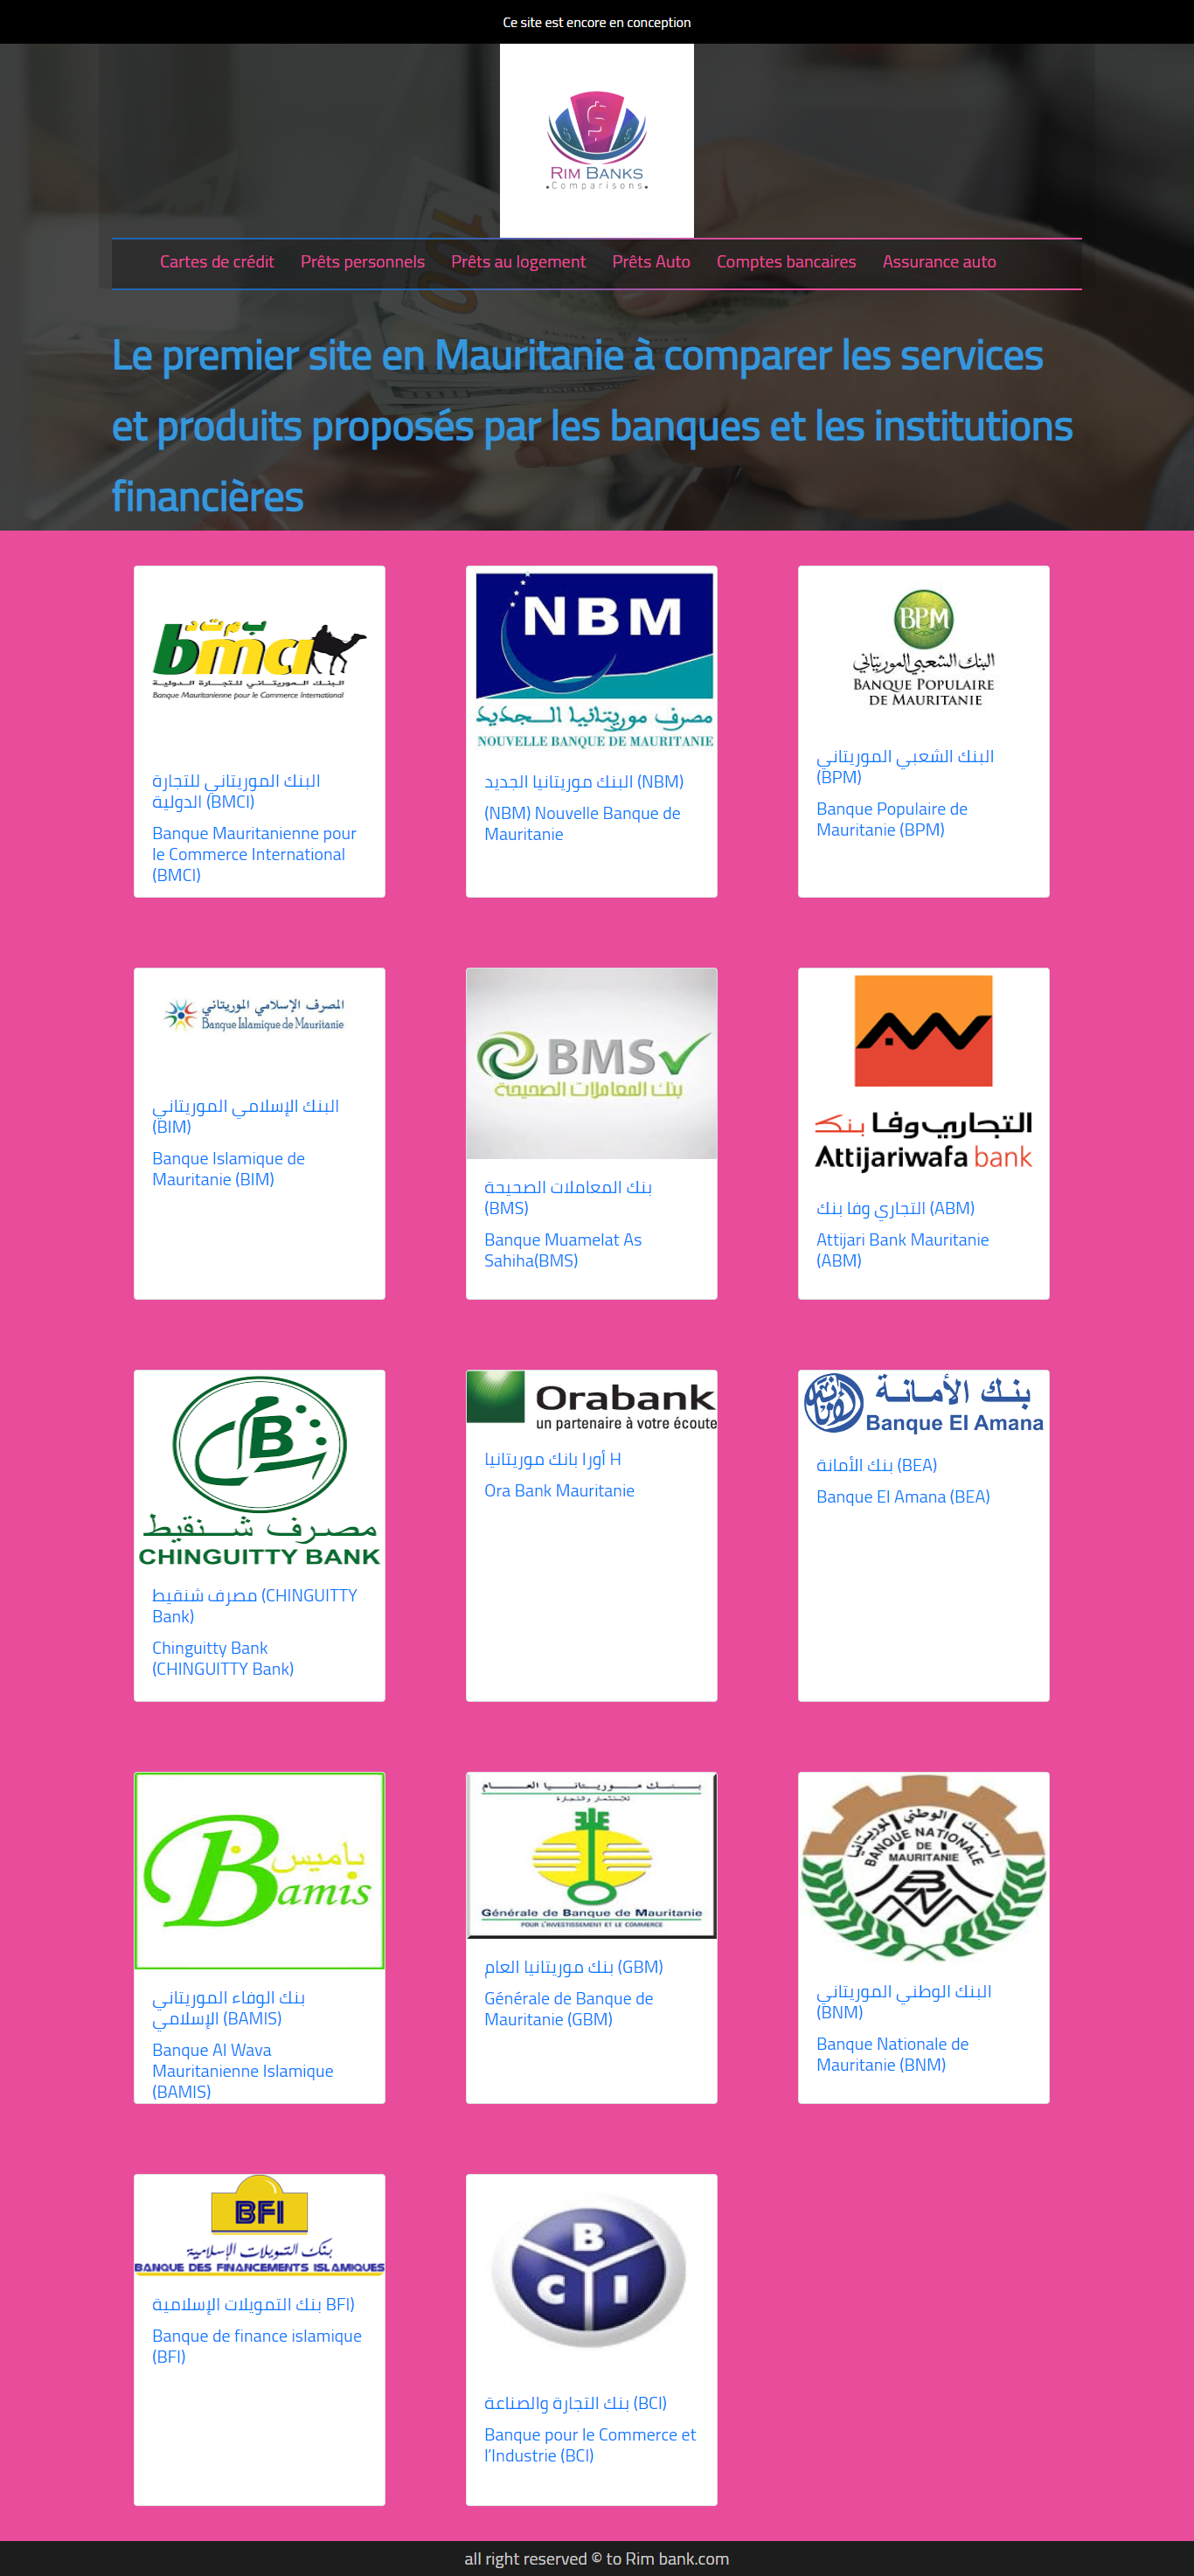 Ce site est encore en conception
RIM BANKS
Comparisons
Cartes de crédit Prêts personnels Prêts au logement Prêts Auto Comptes bancaires Assurance auto
100
Le premier site en Mauritanie à comparer les services
et produits proposés par les banques et les institutions
financières
ب م ت د
bmci
البنك الموريتاني للتجارة الدولية
Banque Mauritanienne pour le Commerce International
البنك الموريتاني للتجارة
الدولية (BMCI)
Banque Mauritanienne pour
le Commerce International
(BMCI)
NBM
مصرف موريتانيا الجديد
NOUVELLE BANQUE DE MAURITANIE
البنك موريتانيا الجديد (NBM)
(NBM) Nouvelle Banque de
Mauritanie
BPM
البنك الشعبي الموريتاني
BANQUE POPULAIRE
DE MAURITANIE
البنك الشعبي الموريتاني
(BPM)
Banque Populaire de
Mauritanie (BPM)
المصرف الإسلامي الموريتاني
Banque Islamique de Mauritanie
البنك الإسلامي الموريتاني
(BIM)
Banque Islamique de
Mauritanie (BIM)
BMS
بنك المعاملات الصحيحة
بنك المعاملات الصحيحة
(BMS)
Banque Muamelat As
Sahiha(BMS)
التجاري وفا بنك
Attijariwafa bank
التجاري وفا بنك (ABM)
Attijari Bank Mauritanie
(ABM)
B
مصرف شنقيط
CHINGUITTY BANK
مصرف شنقيط (CHINGUITTY
Bank)
Chinguitty Bank
(CHINGUITTY Bank)
Orabank
un partenaire à votre écoute
أورا بانك موريتانيا H
Ora Bank Mauritanie
بنك الأمانة
Banque El Amana
بنك الأمانة (BEA)
Banque El Amana (BEA)
باميس
Bamis
بنك الوفاء الموريتاني
الإسلامي (BAMIS)
Banque Al Wava
Mauritanienne Islamique
(BAMIS)
بنك موريتانيا العام
للاستثمار والتجارة
Générale de Banque de Mauritanie
POUR L'INVESTISSEMENT ET LE COMMERCE
بنك موريتانيا العام (GBM)
Générale de Banque de
Mauritanie (GBM)
البنك الوطني الموريتاني
BANQUE NATIONALE
DE
MAURITANIE
BNM
البنك الوطني الموريتاني
(BNM)
Banque Nationale de
Mauritanie (BNM)
BFI
بنك التمويلات الإسلامية
BANQUE DES FINANCEMENTS ISLAMIQUES
بنك التمويلات الإسلامية BFI)
Banque de finance islamique
(BFI)
B
C I
بنك التجارة والصناعة (BCI)
Banque pour le Commerce et
l'Industrie (BCI)
all right reserved © to Rim bank.com